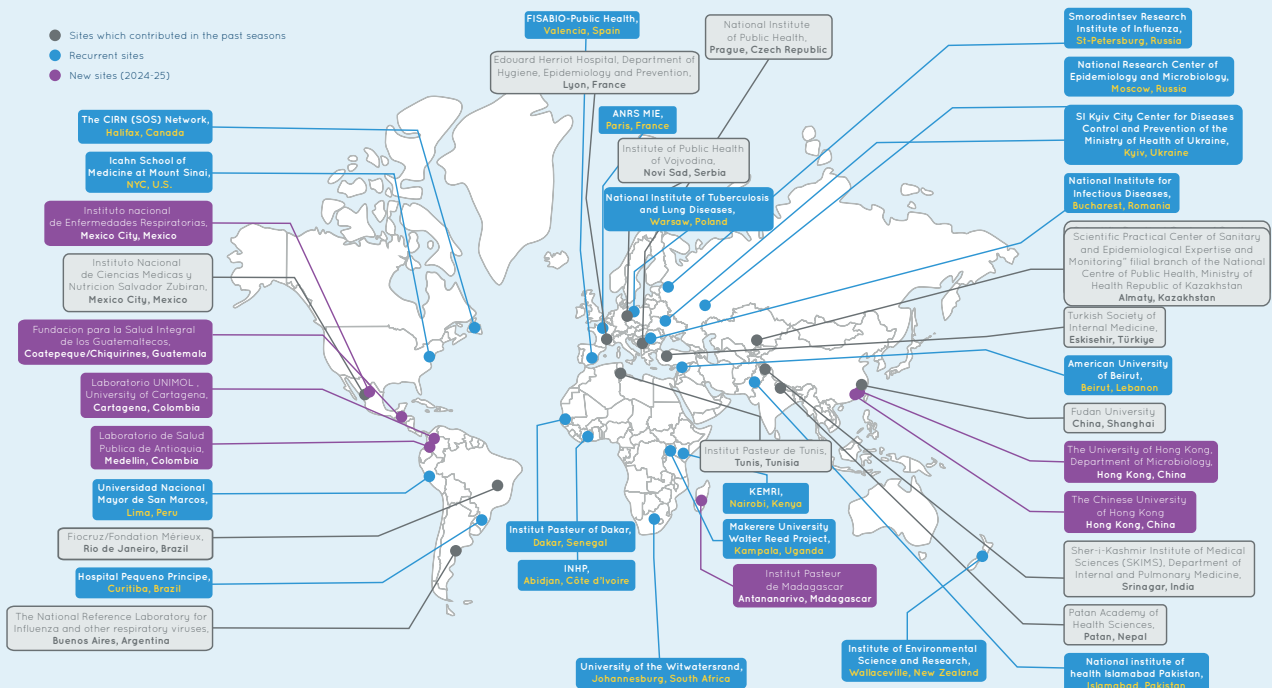 Sites which contributed in the past seasons
Recurrent sites
New sites (2024-25)
The CIRN (SOS) Network,
Halifax, Canada
Icahn School of
Medicine at Mount Sinai,
NYC, U.S.
Instituto nacional
de Enfermedades Respiratorias,
Mexico City, Mexico
Instituto Nacional
de Ciencias Medicas y
Nutricion Salvador Zubiran,
Mexico City, Mexico
Fundacion para la Salud Integral
de los Guatemaltecos,
Coatepeque/Chiquirines, Guatemala
Laboratorio UNIMOL ,
University of Cartagena,
Cartagena, Colombia
Laboratorio de Salud
Publica de Antioquia,
Medellin, Colombia
Universidad Nacional
Mayor de San Marcos,
Lima, Peru
Fiocruz/Fondation Mérieux,
Rio de Janeiro, Brazil
Hospital Pequeno Principe,
Curitiba, Brazil
The National Reference Laboratory for
Influenza and other respiratory viruses,
Buenos Aires, Argentina
FISABIO-Public Health,
Valencia, Spain
Edouard Herriot Hospital, Department of
Hygiene, Epidemiology and Prevention,
Lyon, France
National Institute
of Public Health,
Prague, Czech Republic
ANRS MIE,
Paris, France
Institute of Public Health
of Vojvodina,
Novi Sad, Serbia
National Institute of Tuberculosis
and Lung Diseases,
Warsaw, Poland
Institut Pasteur de Tunis,
Tunis, Tunisia
KEMRI,
Nairobi, Kenya
Makerere University
Walter Reed Project,
Kampala, Uganda
Institut Pasteur
de Madagascar
Antananarivo, Madagascar
Institut Pasteur of Dakar,
Dakar, Senegal
INHP,
Abidjan, Côte d'Ivoire
University of the Witwatersrand,
Johannesburg, South Africa
Institute of Environmental
Science and Research,
Wallaceville, New Zealand
Smorodintsev Research
Institute of Influenza,
St-Petersburg, Russia
National Research Center of
Epidemiology and Microbiology,
Moscow, Russia
SI Kyiv City Center for Diseases
Control and Prevention of the
Ministry of Health of Ukraine,
Kyiv, Ukraine
National Institute for
Infectious Diseases,
Bucharest, Romania
Scientific Practical Center of Sanitary
and Epidemiological Expertise and
Monitoring” filial branch of the National
Centre of Public Health, Ministry of
Health Republic of Kazakhstan
Almaty, Kazakhstan
Turkish Society of
Internal Medicine,
Eskisehir, Türkiye
American University
of Beirut,
Beirut, Lebanon
Fudan University
China, Shanghai
The University of Hong Kong,
Department of Microbiology,
Hong Kong, China
The Chinese University
of Hong Kong
Hong Kong, China
Sher-i-Kashmir Institute of Medical
Sciences (SKIMS), Department of
Internal and Pulmonary Medicine,
Srinagar, India
Patan Academy of
Health Sciences,
Patan, Nepal
National institute of
health Islamabad Pakistan,
Islamabad, Pakistan